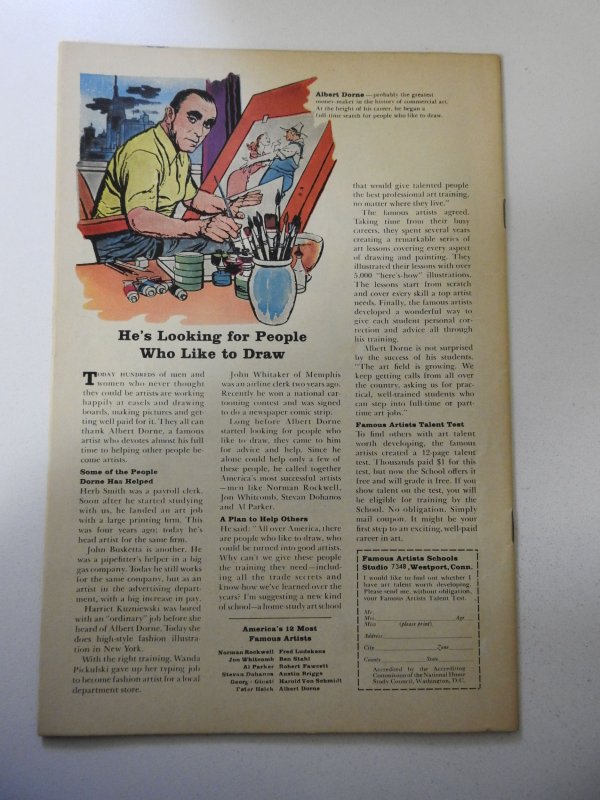 Albert Dorne—probably the greatest
money-maker in the history of commercial art.
At the height of his career, he began a
full-time search for people who like to draw.
He's Looking for People
Who Like to Draw
TODAY HUNDREDS of men and
women who never thought
they could be artists are working
happily at easels and drawing
boards, making pictures and get-
ting well paid for it. They all can
thank Albert Dorne, a famous
artist who devotes almost his full
time to helping other people be-
come artists.
Some of the People
Dorne Has Helped
Herb Smith was a payroll clerk.
Soon after he started studying
with us, he landed an art job
with a large printing firm. This
was four years ago; today he's
head artist for the same firm.
John Busketta is another. He
was a pipefitter's helper in a big
gas company. Today he still works
for the same company, but as an
artist in the advertising depart-
ment, with a big increase in pay.
Harriet Kuzniewski was bored
with an "ordinary" job before she
heard of Albert Dorne. Today she
does high-style fashion illustra-
tion in New York.
With the right training, Wanda
Pickulski gave up her typing job
to become fashion artist for a local
department store.
John Whitaker of Memphis
was an airline clerk two years ago.
Recently he won a national car-
tooning contest and was signed
to do a newspaper comic strip.
Long before Albert Dorne
started looking for people who
like to draw, they came to him
for advice and help. Since he
alone could help only a few of
these people, he called together
America's most successful artists
—men like Norman Rockwell,
Jon Whitcomb, Stevan Dohanos
and Al Parker.
A Plan to Help Others
He said: "All over America, there
are people who like to draw, who
could be turned into good artists.
Why can't we give these people
the training they need—includ-
ing all the trade secrets and
know-how we've learned over the
years? I'm suggesting a new kind
of school—a home-study art school
America's 12 Most
Famous Artists
Norman Rockwell Fred Ludekens
Jon Whitcomb Ben Stahl
Al Parker Robert Fawcett
Stevan Dohanos Austin Briggs
George Giusti Harold Von Schmidt
Peter Helck Albert Dorne
that would give talented people
the best professional art training,
no matter where they live."
The famous artists agreed.
Taking time from their busy
careers, they spent several years
creating a remarkable series of
art lessons covering every aspect
of drawing and painting. They
illustrated their lessons with over
5,000 "here's-how" illustrations.
The lessons start from scratch
and cover every skill a top artist
needs. Finally, the famous artists
developed a wonderful way to
give each student personal cor-
rection and advice all through
his training.
Albert Dorne is not surprised
by the success of his students.
"The art field is growing. We
keep getting calls from all over
the country, asking us for prac-
tical, well-trained students who
can step into full-time or part-
time art jobs."
Famous Artists Talent Test
To find others with art talent
worth developing, the famous
artists created a 12-page talent
test. Thousands paid $1 for this
test, but now the School offers it
free and will grade it free. If you
show talent on the test, you will
be eligible for training by the
School. No obligation. Simply
mail coupon. It might be your
first step to an exciting, well-paid
career in art.
Famous Artists Schools
Studio 7348, Westport, Conn.
I would like to find out whether I
have art talent worth developing.
Please send me, without obligation,
your Famous Artists Talent Test.
Mr.
Mrs. Age
Miss (please print)
Address
City Zone
County State
Accredited by the Accrediting
Commission of the National Home
Study Council, Washington, D.C.